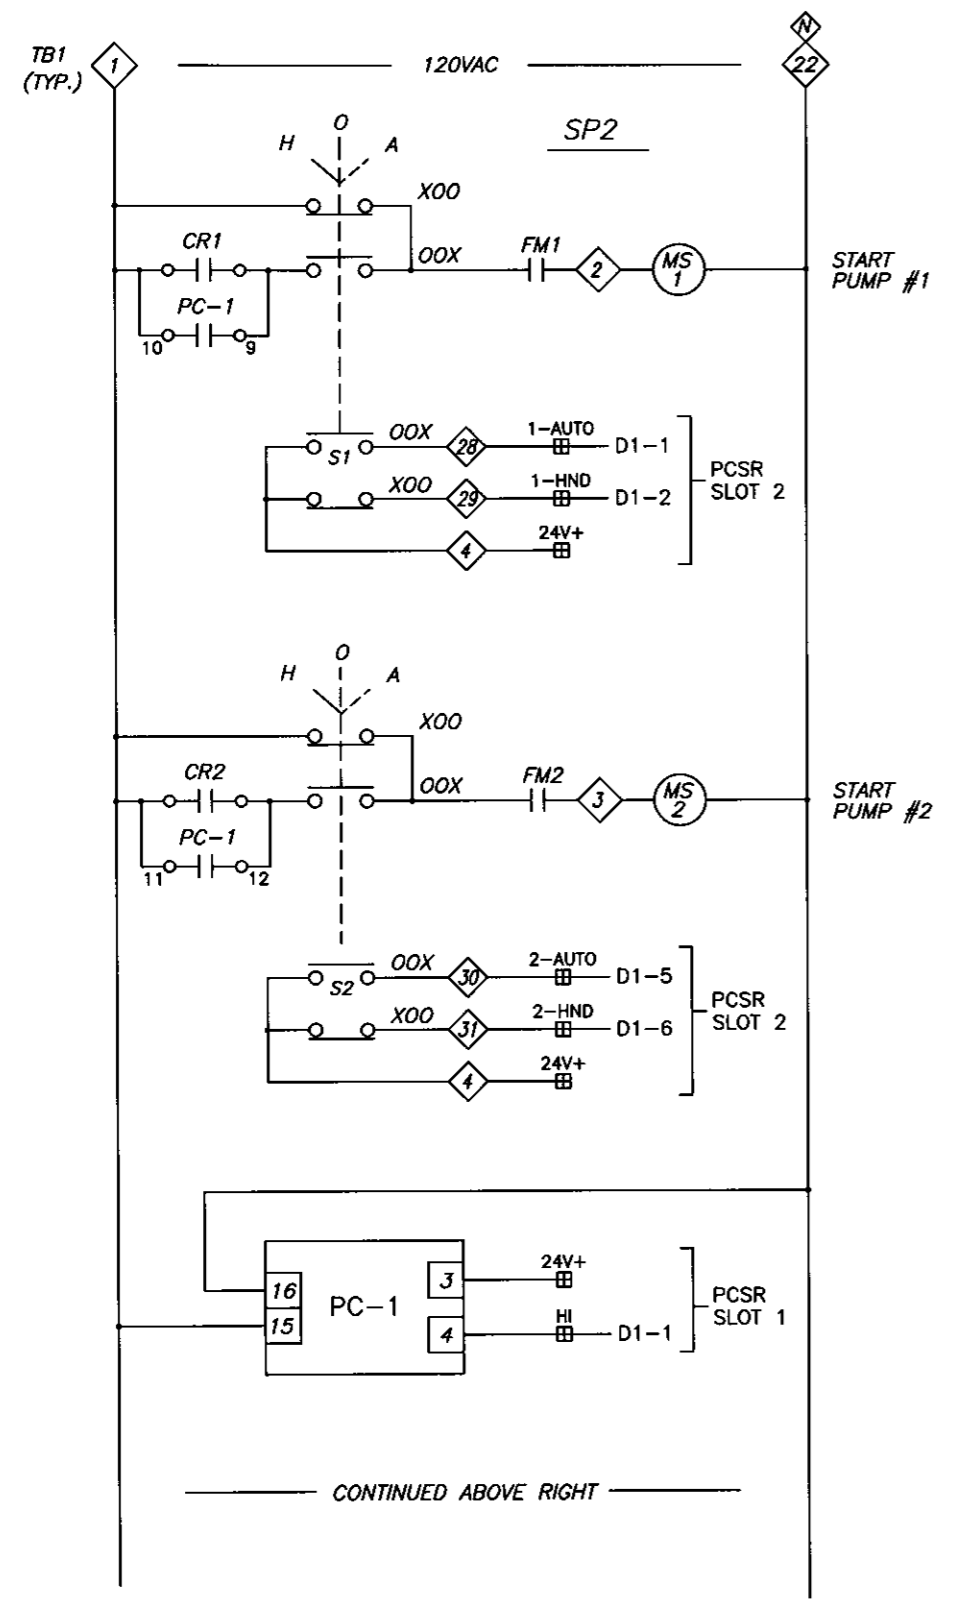 TB1
(TYP.)
1
120VAC
N
22
SP2
H
O
A
XOO
CR1
OOX
FM1
2
MS
1
START
PUMP #1
PC-1
10
9
OOX
28
1-AUTO
D1-1
S1
XOO
29
1-HND
D1-2
PCSR
SLOT 2
4
24V+
H
O
A
XOO
CR2
OOX
FM2
3
MS
2
START
PUMP #2
PC-1
11
12
OOX
30
2-AUTO
D1-5
S2
XOO
31
2-HND
D1-6
PCSR
SLOT 2
4
24V+
16
15
PC-1
3
24V+
4
HI
D1-1
PCSR
SLOT 1
CONTINUED ABOVE RIGHT